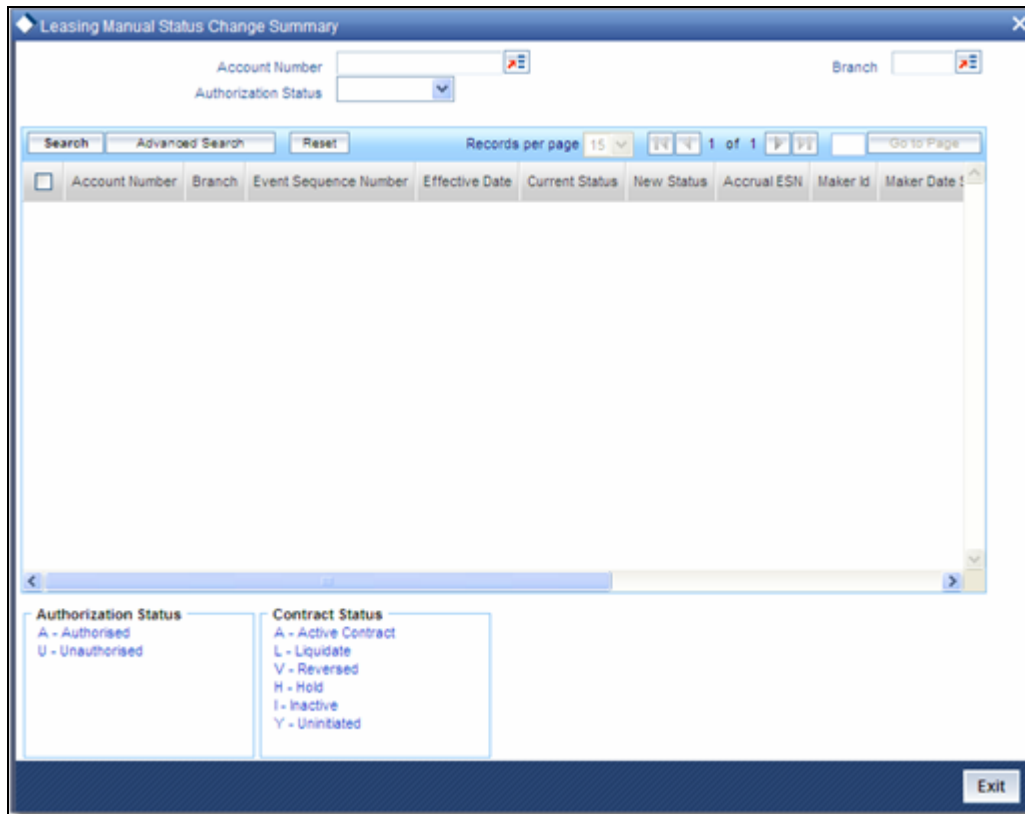 Leasing Manual Status Change Summary
Account Number
Branch
Authorization Status
Search Advanced Search Reset Records per page 15 1 of 1 Go to Page
Account Number Branch Event Sequence Number Effective Date Current Status New Status Accrual ESN Maker Id Maker Date
Authorization Status
A - Authorised
U - Unauthorised
Contract Status
A - Active Contract
L - Liquidate
V - Reversed
H - Hold
I - Inactive
Y - Uninitiated
Exit